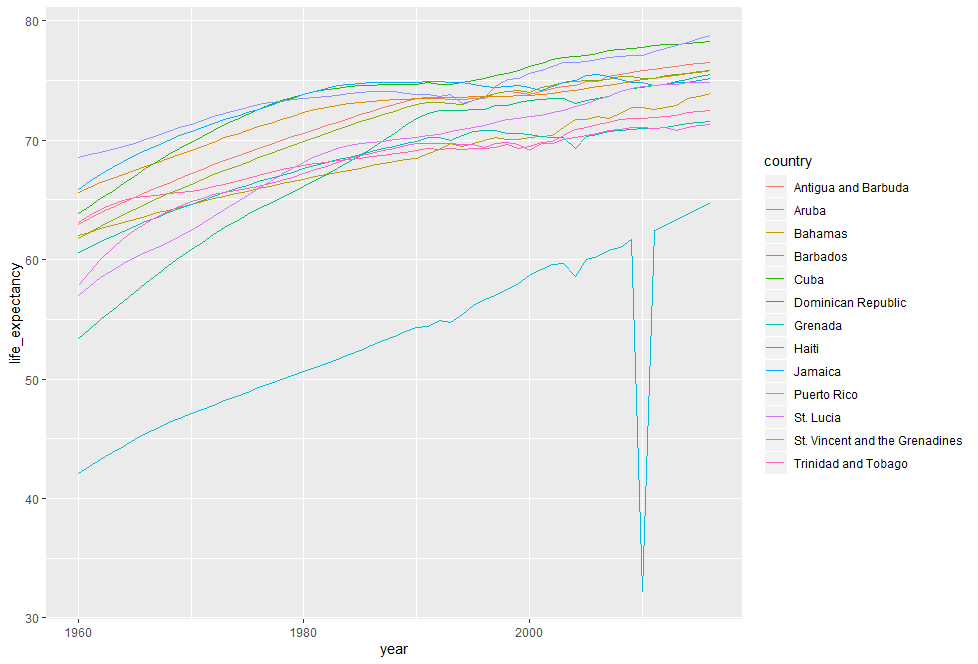 80
70
60
50
40
30
life_expectancy
1960
1980
2000
year
country
Antigua and Barbuda
Aruba
Bahamas
Barbados
Cuba
Dominican Republic
Grenada
Haiti
Jamaica
Puerto Rico
St. Lucia
St. Vincent and the Grenadines
Trinidad and Tobago